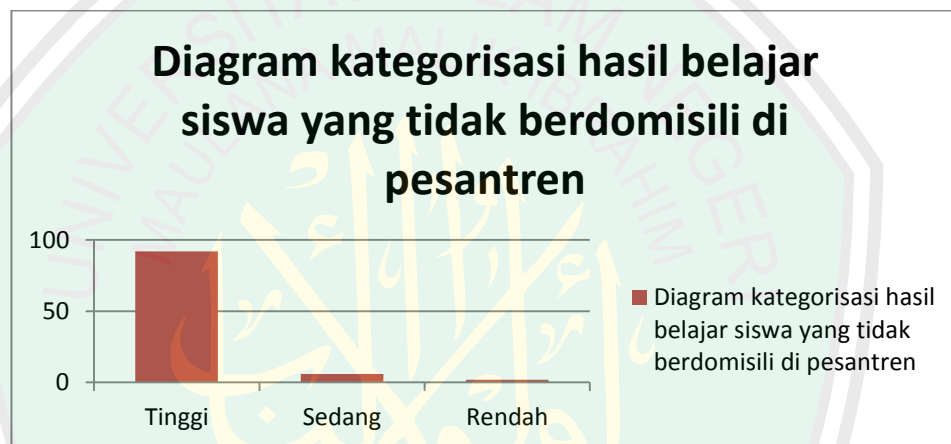 Diagram kategorisasi hasil belajar
siswa yang tidak berdomisili di
pesantren
100
50
0
Tinggi Sedang Rendah
Diagram kategorisasi hasil
belajar siswa yang tidak
berdomisili di pesantren